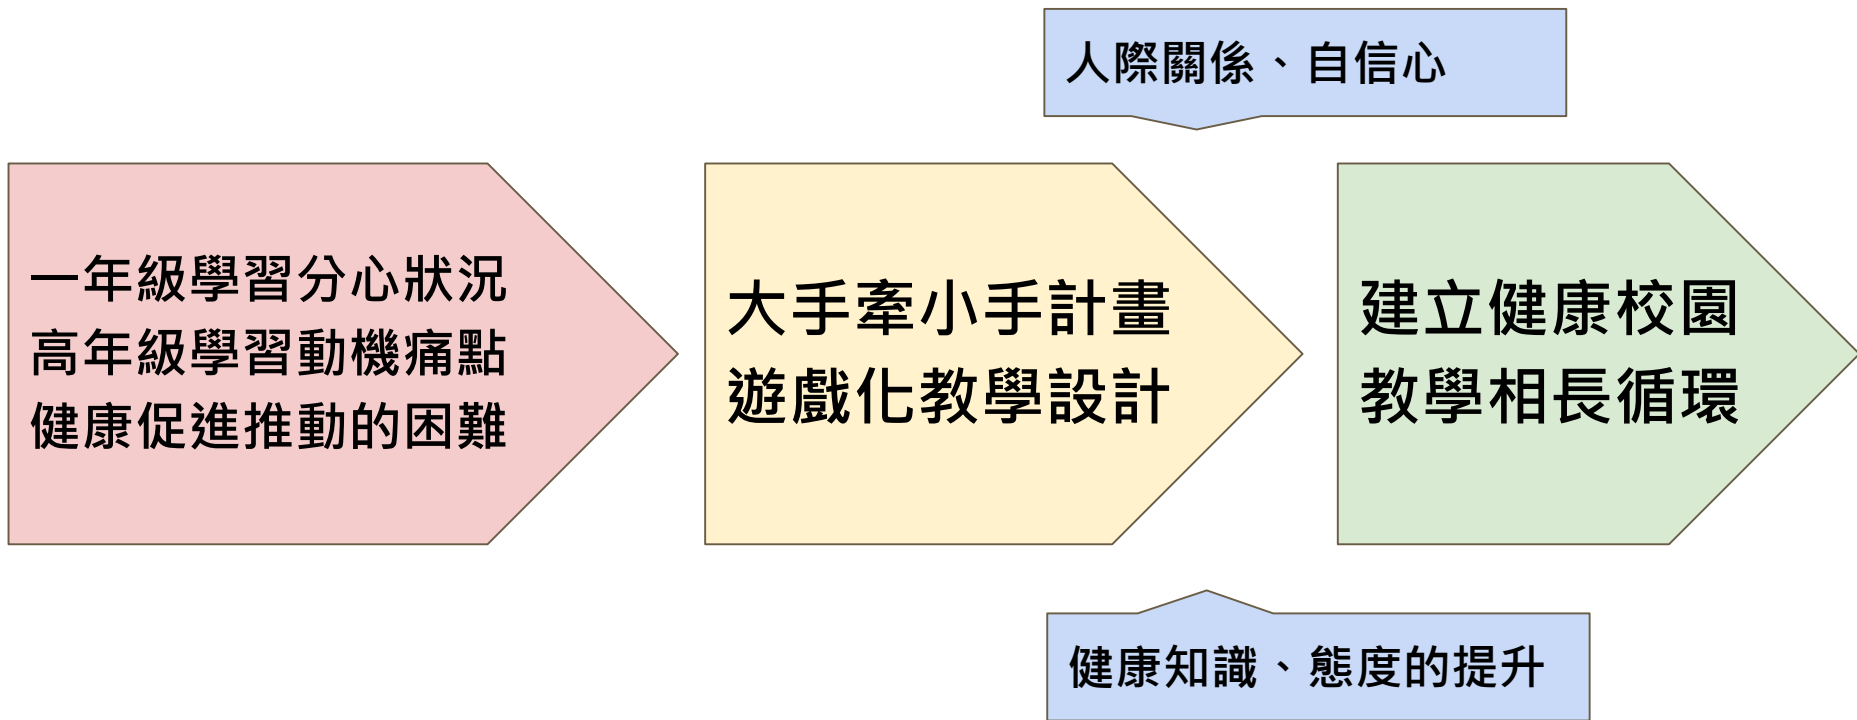 人際關係、自信心
一年級學習分心狀況
高年級學習動機痛點
健康促進推動的困難
大手牽小手計畫
遊戲化教學設計
建立健康校園
教學相長循環
健康知識、態度的提升